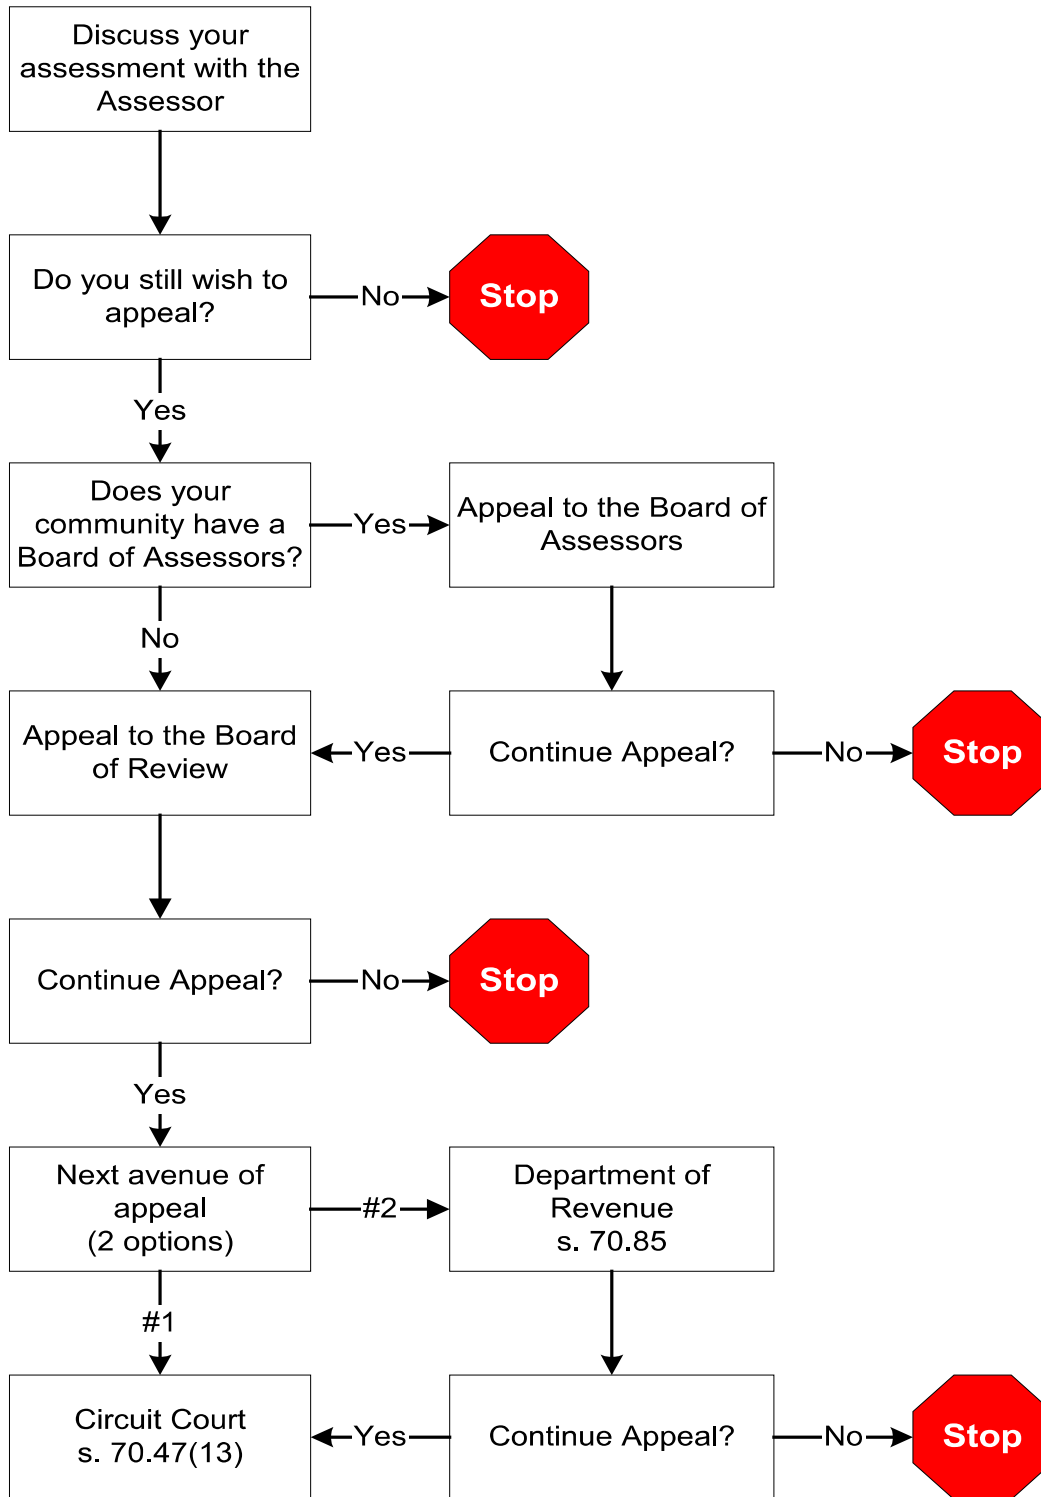 Discuss your
assessment with the
Assessor
Do you still wish to
appeal?
No
Stop
Yes
Does your
community have a
Board of Assessors?
Yes
Appeal to the Board of
Assessors
No
Appeal to the Board
of Review
Yes
Continue Appeal?
No
Stop
Continue Appeal?
No
Stop
Yes
Next avenue of
appeal
(2 options)
#2
Department of
Revenue
s. 70.85
#1
Circuit Court
s. 70.47(13)
Yes
Continue Appeal?
No
Stop